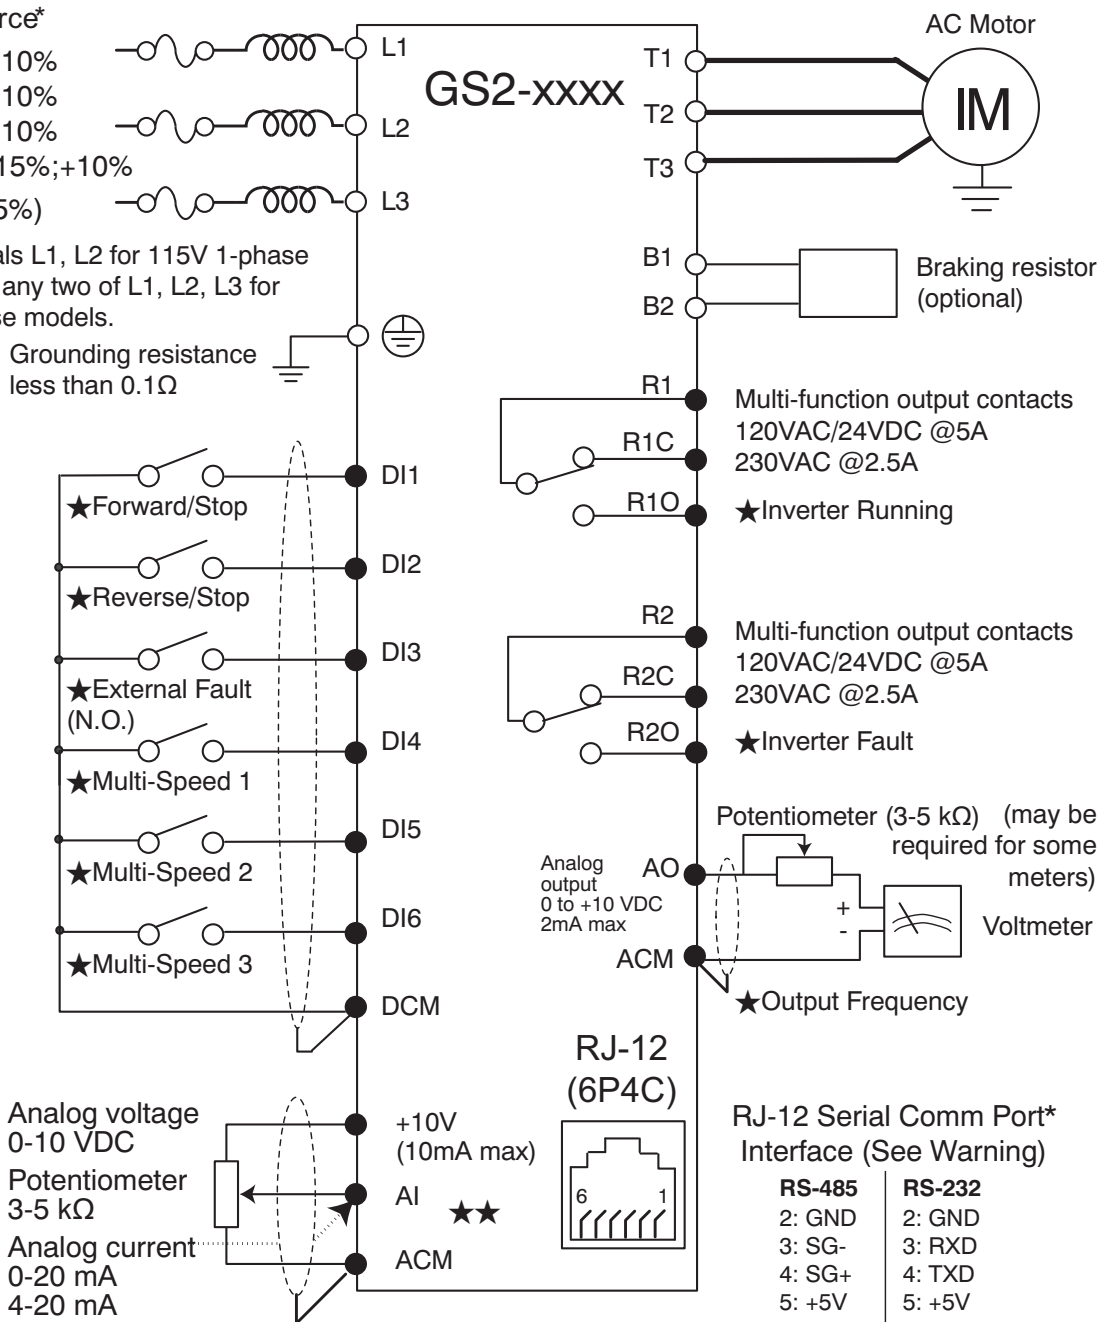 rce*
10%
10%
10%
15%;+10%
5%)
als L1, L2 for 115V 1-phase
any two of L1, L2, L3 for
se models.
Grounding resistance
less than 0.1Ω
L1
L2
L3
GS2-xxxx
T1
T2
T3
AC Motor
IM
B1
B2
Braking resistor
(optional)
R1
R1C
R1O
Multi-function output contacts
120VAC/24VDC @5A
230VAC @2.5A
★Inverter Running
DI1
★Forward/Stop
DI2
★Reverse/Stop
DI3
★External Fault
(N.O.)
DI4
★Multi-Speed 1
DI5
★Multi-Speed 2
DI6
★Multi-Speed 3
DCM
R2
R2C
R2O
Multi-function output contacts
120VAC/24VDC @5A
230VAC @2.5A
★Inverter Fault
Potentiometer (3-5 kΩ) (may be
required for some
meters)
Analog
output
0 to +10 VDC
2mA max
AO
ACM
+
-
Voltmeter
★Output Frequency
RJ-12
(6P4C)
6 1
Analog voltage
0-10 VDC
Potentiometer
3-5 kΩ
Analog current
0-20 mA
4-20 mA
+10V
(10mA max)
AI
★★
ACM
RJ-12 Serial Comm Port*
Interface (See Warning)
RS-485 RS-232
2: GND 2: GND
3: SG- 3: RXD
4: SG+ 4: TXD
5: +5V 5: +5V